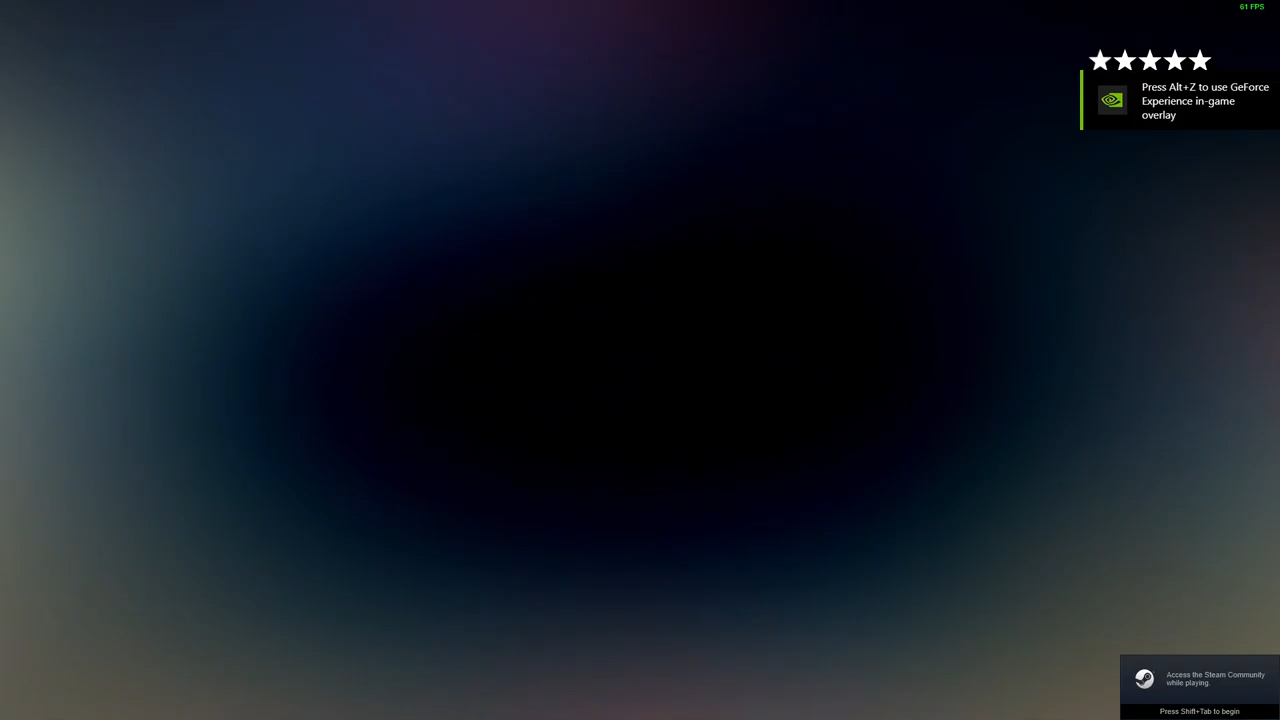 61 FPS
★★★★★
Press Alt+Z to use GeForce
Experience in-game
overlay
Access the Steam Community
while playing.
Press Shift+Tab to begin